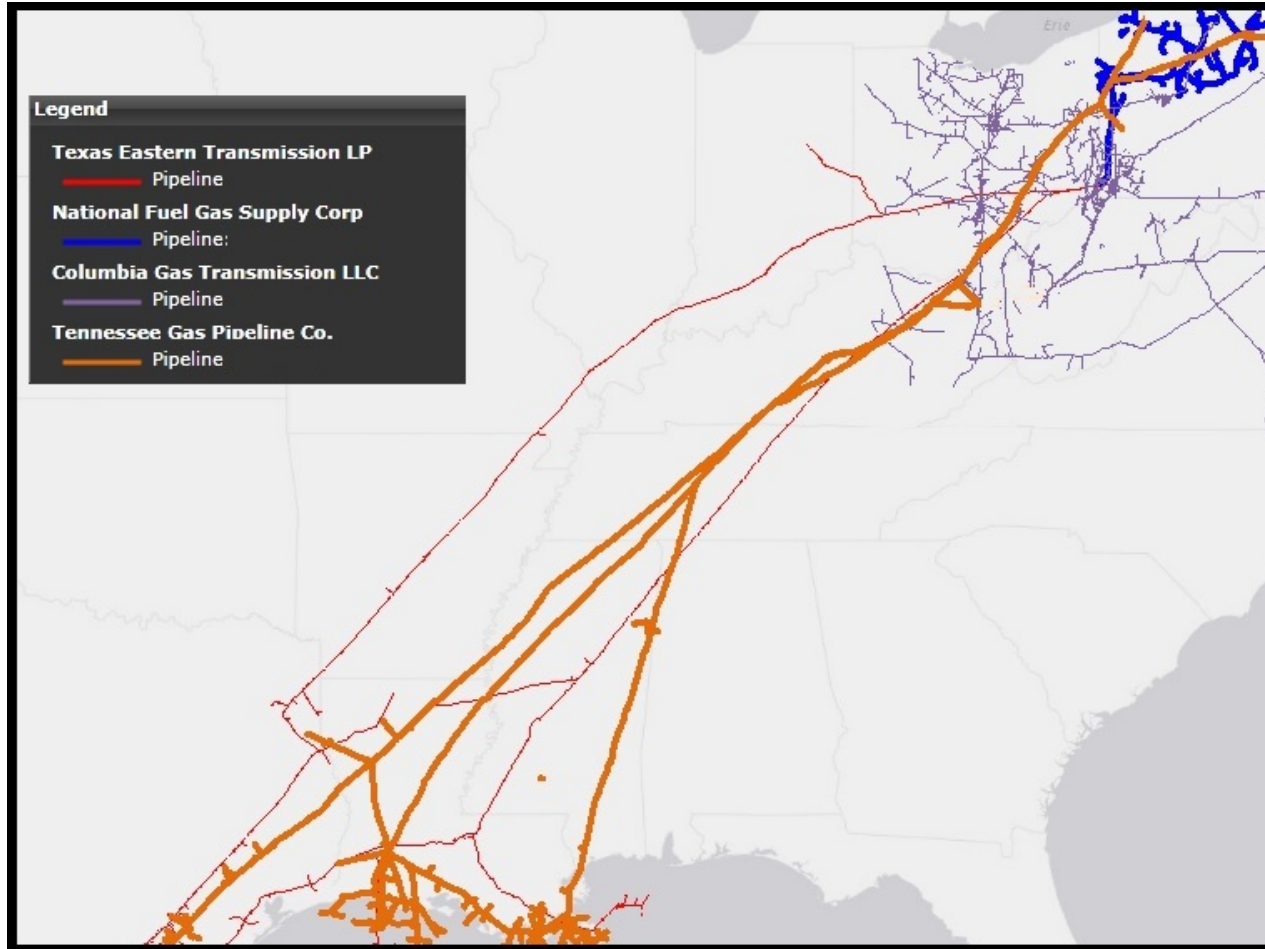 Erie
Legend
Texas Eastern Transmission LP
Pipeline
National Fuel Gas Supply Corp
Pipeline:
Columbia Gas Transmission LLC
Pipeline
Tennessee Gas Pipeline Co.
Pipeline